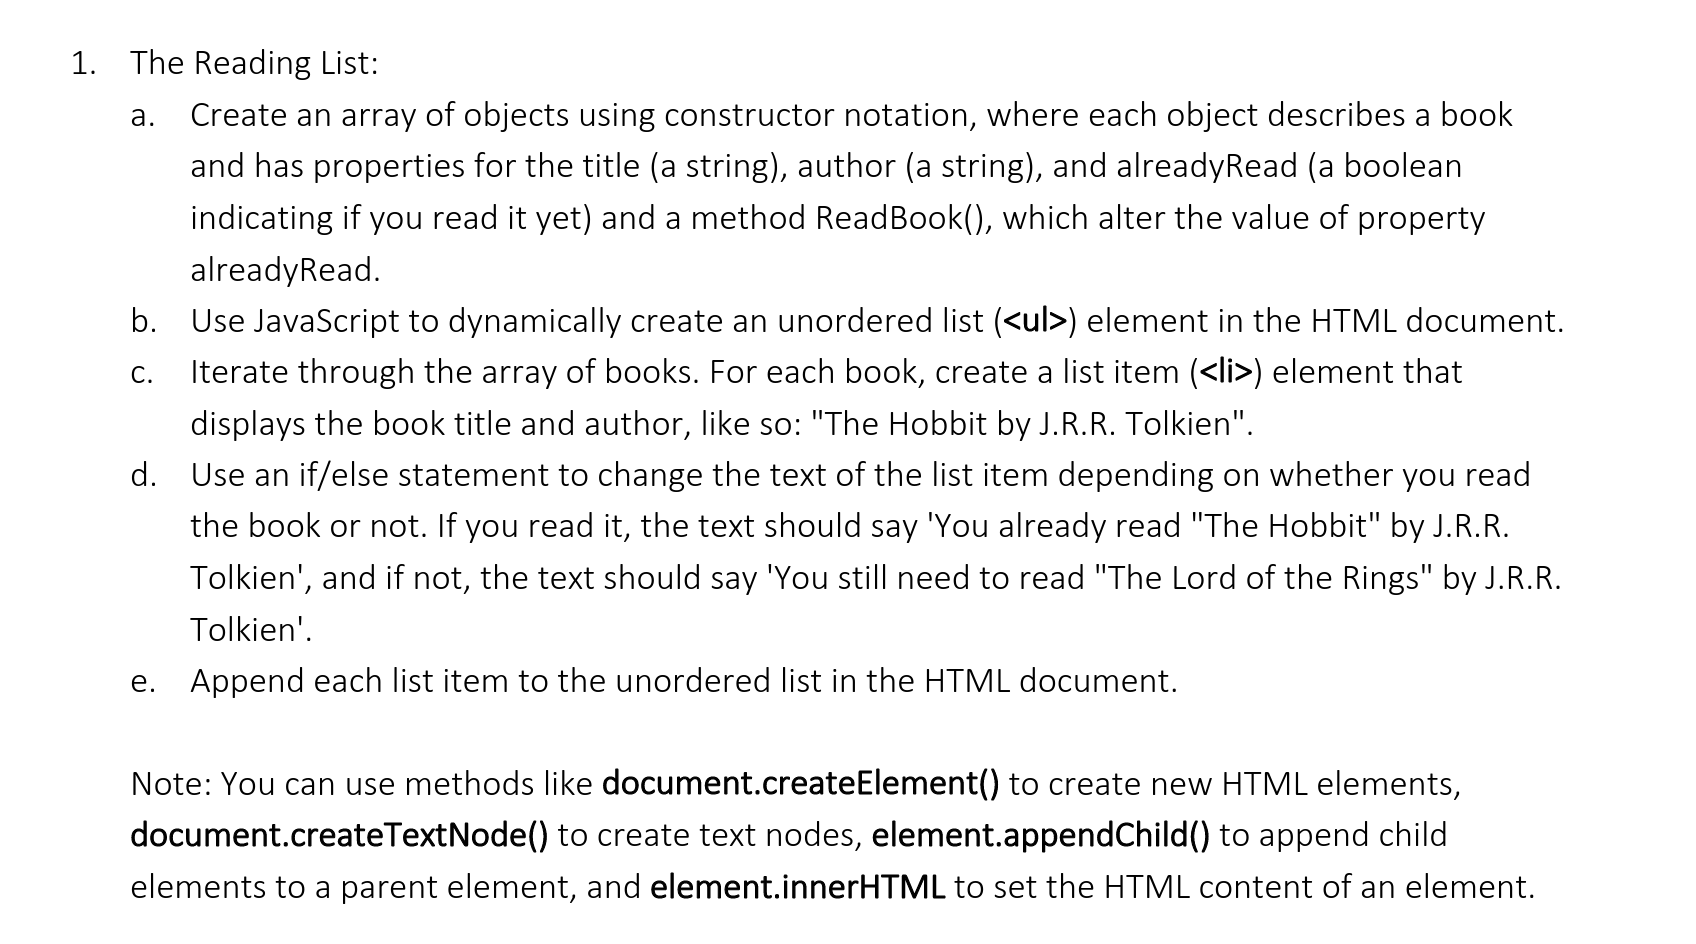 1. The Reading List:
a. Create an array of objects using constructor notation, where each object describes a book
and has properties for the title (a string), author (a string), and alreadyRead (a boolean
indicating if you read it yet) and a method ReadBook(), which alter the value of property
alreadyRead.
b. Use JavaScript to dynamically create an unordered list (<ul>) element in the HTML document.
c. Iterate through the array of books. For each book, create a list item (<li>) element that
displays the book title and author, like so: "The Hobbit by J.R.R. Tolkien".
d. Use an if/else statement to change the text of the list item depending on whether you read
the book or not. If you read it, the text should say 'You already read "The Hobbit" by J.R.R.
Tolkien', and if not, the text should say 'You still need to read "The Lord of the Rings" by J.R.R.
Tolkien'.
e. Append each list item to the unordered list in the HTML document.
Note: You can use methods like document.createElement() to create new HTML elements,
document.createTextNode() to create text nodes, element.appendChild() to append child
elements to a parent element, and element.innerHTML to set the HTML content of an element.